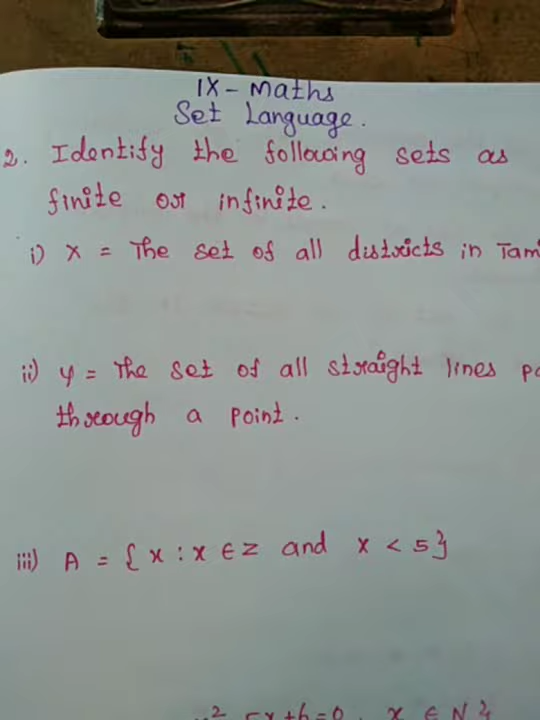 IX - Maths
Set Language.
2. Identify the following sets as
finite or infinite.
i) X = The set of all districts in Tam
ii) Y = The set of all straight lines
through a point.
iii) A = { x : x ∈ Z and x < 5}
x ∈ N }